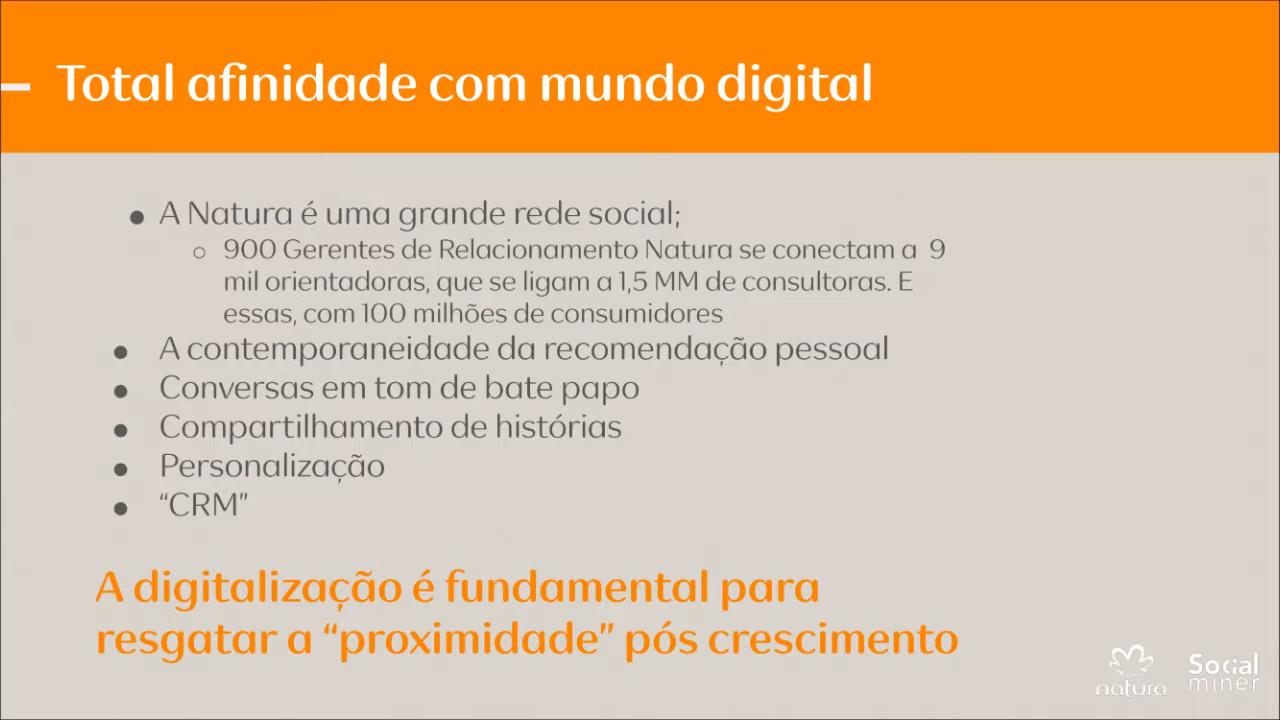 Total afinidade com mundo digital
● A Natura é uma grande rede social;
○ 900 Gerentes de Relacionamento Natura se conectam a 9
mil orientadoras, que se ligam a 1,5 MM de consultoras. E
essas, com 100 milhões de consumidores
● A contemporaneidade da recomendação pessoal
● Conversas em tom de bate papo
● Compartilhamento de histórias
● Personalização
● “CRM”
A digitalização é fundamental para
resgatar a “proximidade” pós crescimento
natura
Social
miner